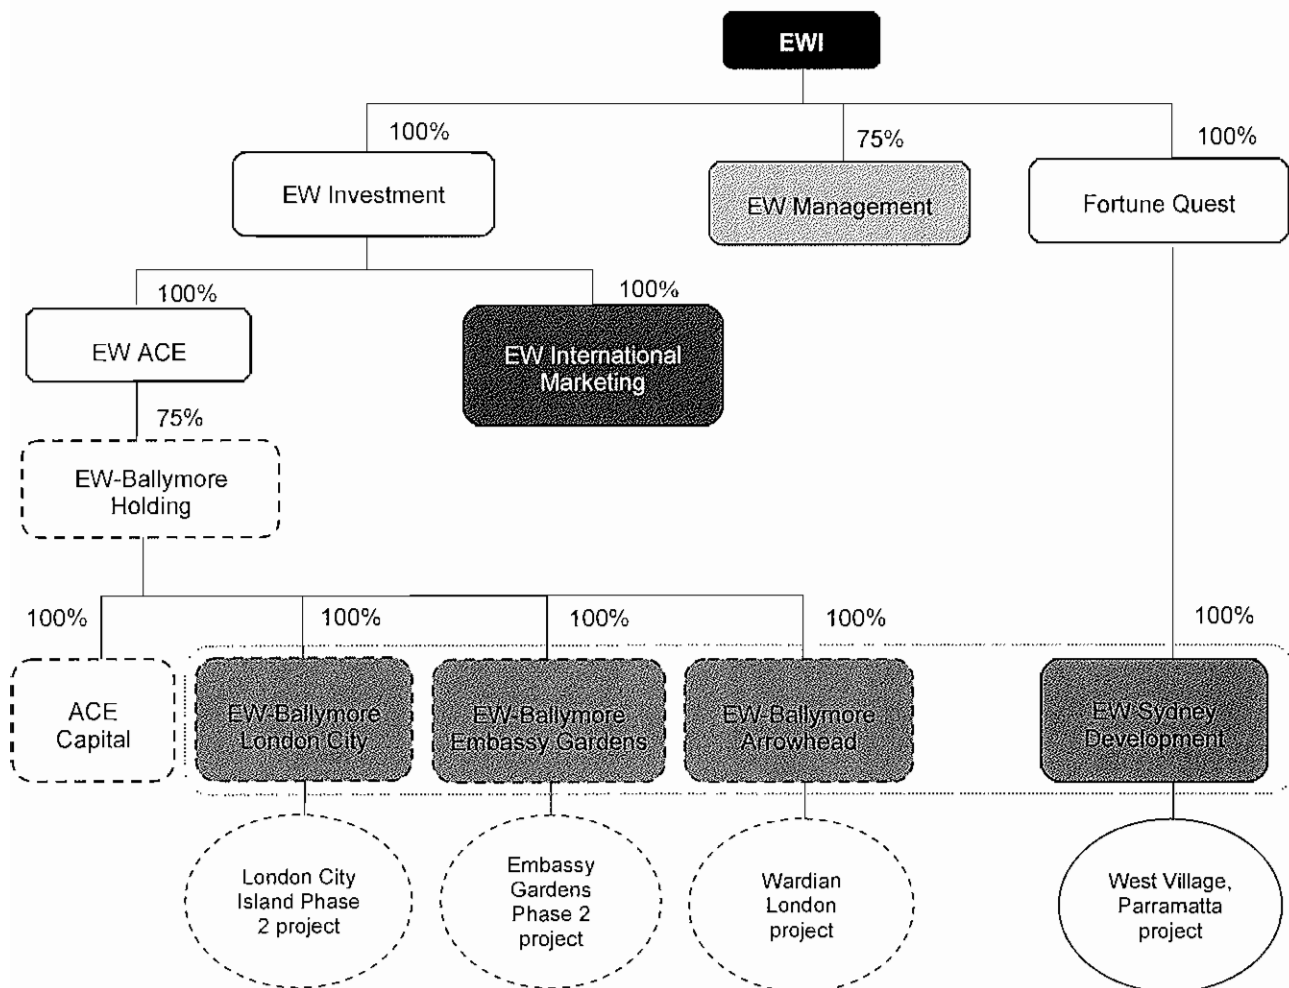 EWI
100%
75%
100%
EW Investment
EW Management
Fortune Quest
100%
100%
EW ACE
EW International
Marketing
75%
EW-Ballymore
Holding
100%
100%
100%
100%
100%
ACE
Capital
EW-Ballymore
London City
EW-Ballymore
Embassy Gardens
EW-Ballymore
Arrowhead
EW Sydney
Development
London City
Island Phase
2 project
Embassy
Gardens
Phase 2
project
Wardian
London
project
West Village,
Parramatta
project